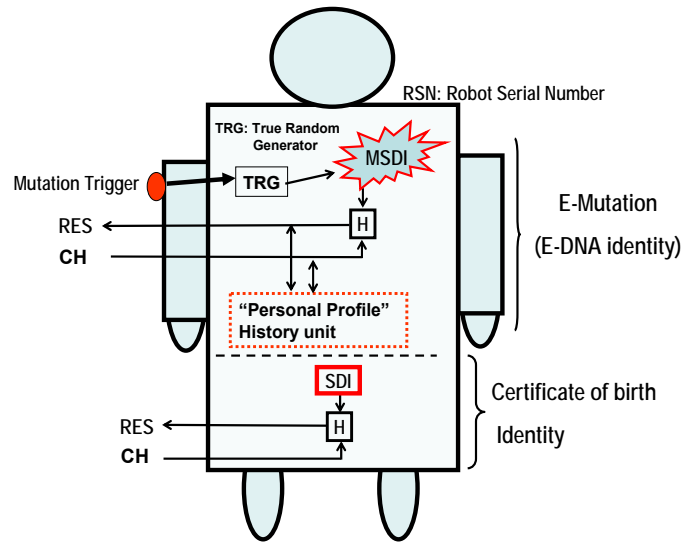 RSN: Robot Serial Number
TRG: True Random
Generator
MSDI
Mutation Trigger
TRG
E-Mutation
(E-DNA identity)
RES
H
CH
“Personal Profile”
History unit
SDI
Certificate of birth
Identity
RES
H
CH